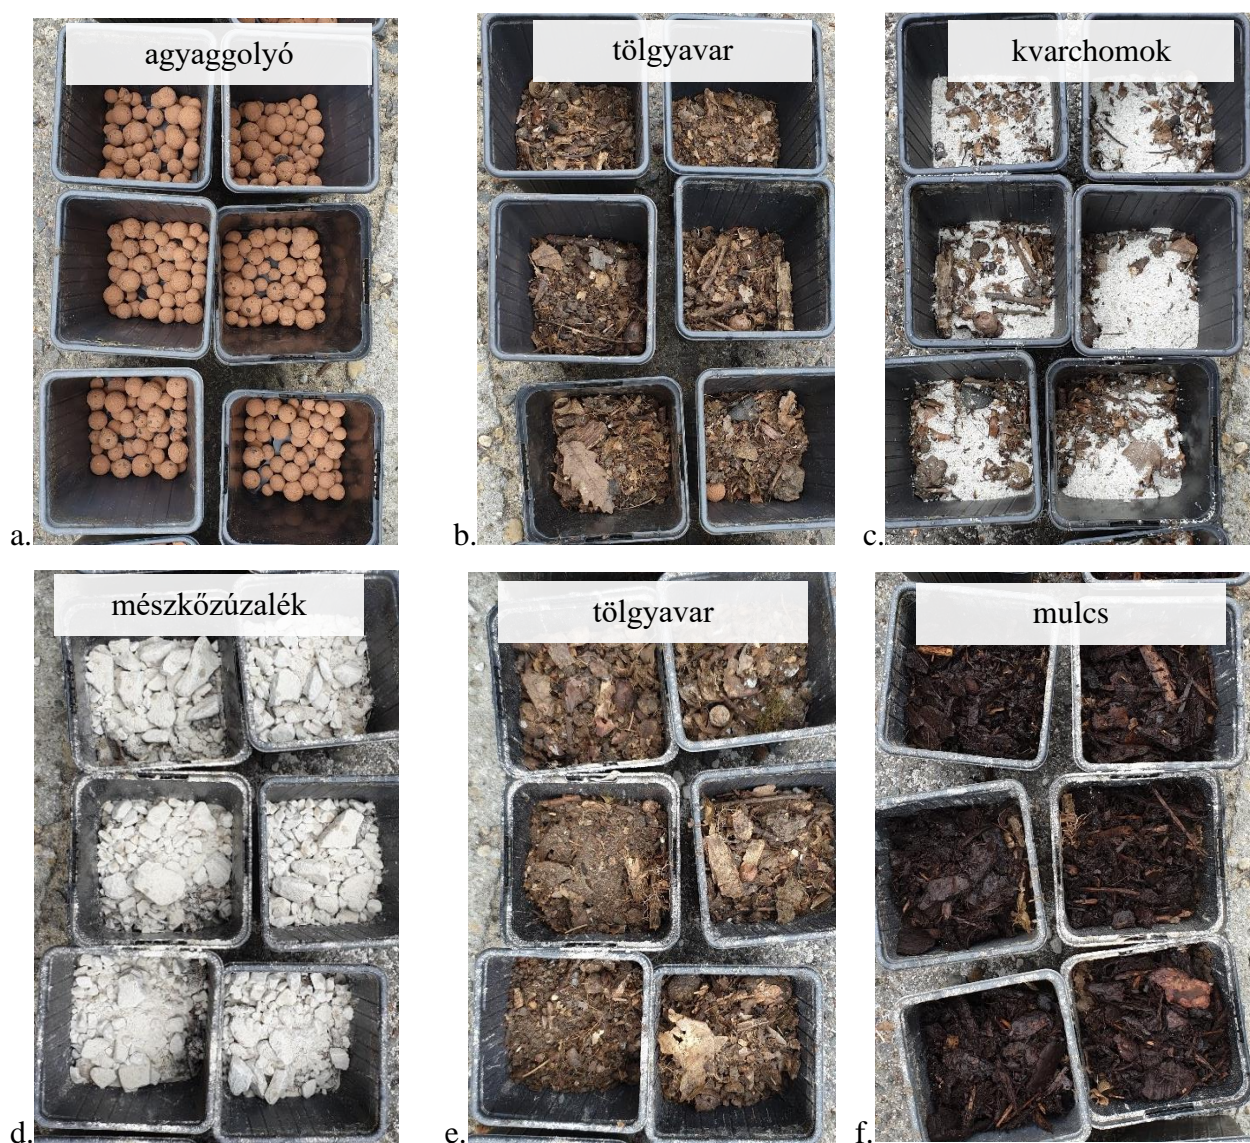 agyaggolyó
tölgyavar
kvarchomok
a.
b.
c.
mészkőzúzalék
tölgyavar
mulcs
d.
e.
f.